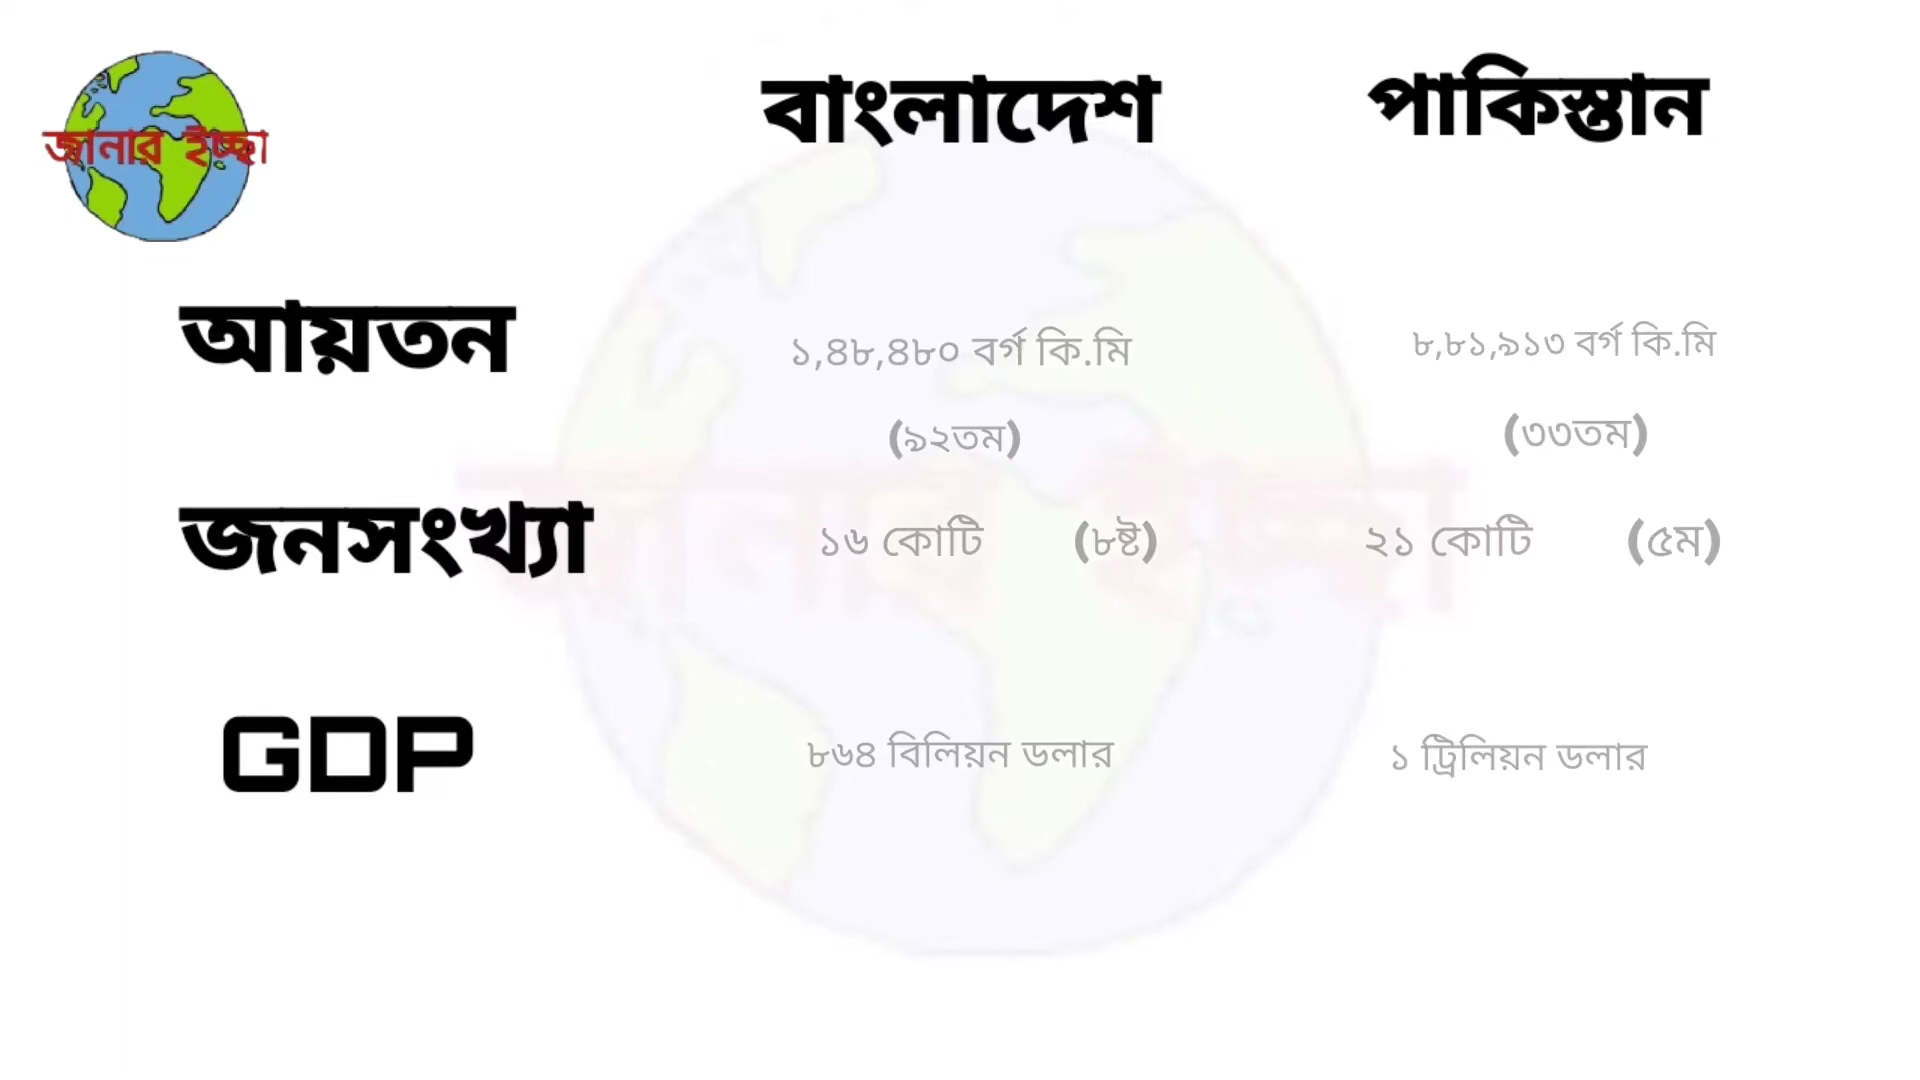 বাংলাদেশ পাকিস্তান
জানার ইচ্ছা
আয়তন ১,৪৮,৪৮০ বর্গ কি.মি ৮,৮১,৯১৩ বর্গ কি.মি
(৯২তম) (৩৩তম)
জনসংখ্যা ১৬ কোটি (৮ষ্ট) ২১ কোটি (৫ম)
জানার ইচ্ছা
GDP ৮৬৪ বিলিয়ন ডলার ১ ট্রিলিয়ন ডলার